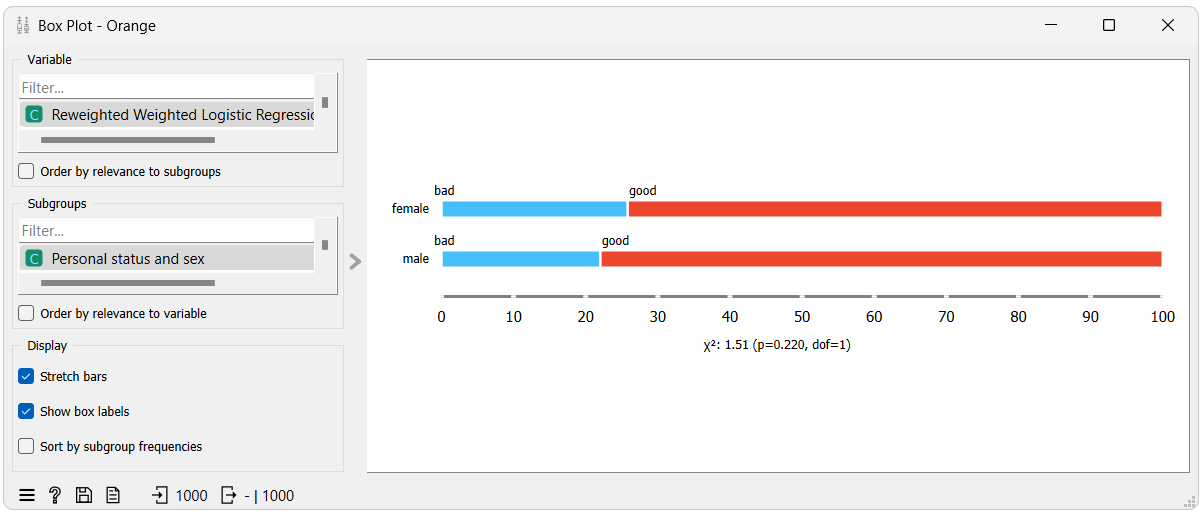 Box Plot - Orange
Variable
Filter...
C Reweighted Weighted Logistic Regressio
Order by relevance to subgroups
Subgroups
Filter...
C Personal status and sex
Order by relevance to variable
Display
Stretch bars
Show box labels
Sort by subgroup frequencies
? 1000 - | 1000
bad good
female
bad good
male
0 10 20 30 40 50 60 70 80 90 100
χ²: 1.51 (p=0.220, dof=1)